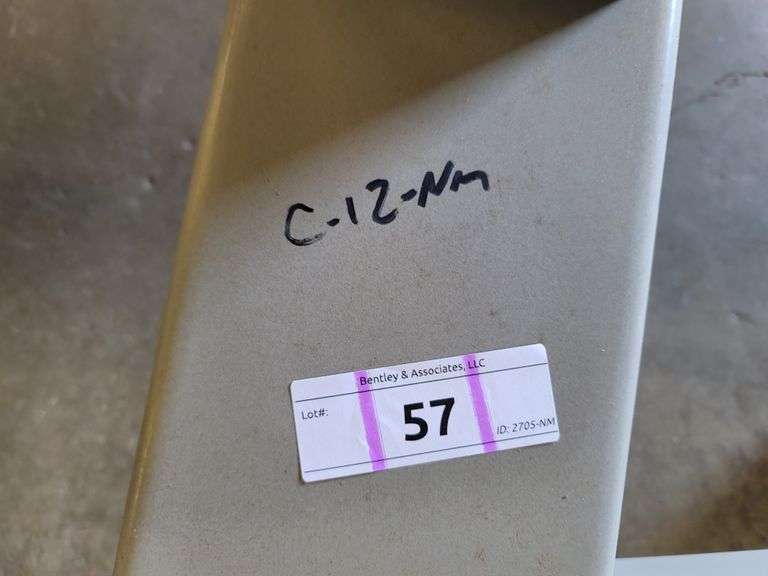 C-12-Nm
Bentley & Associates, LLC
Lot#:
57
ID: 2705-NM